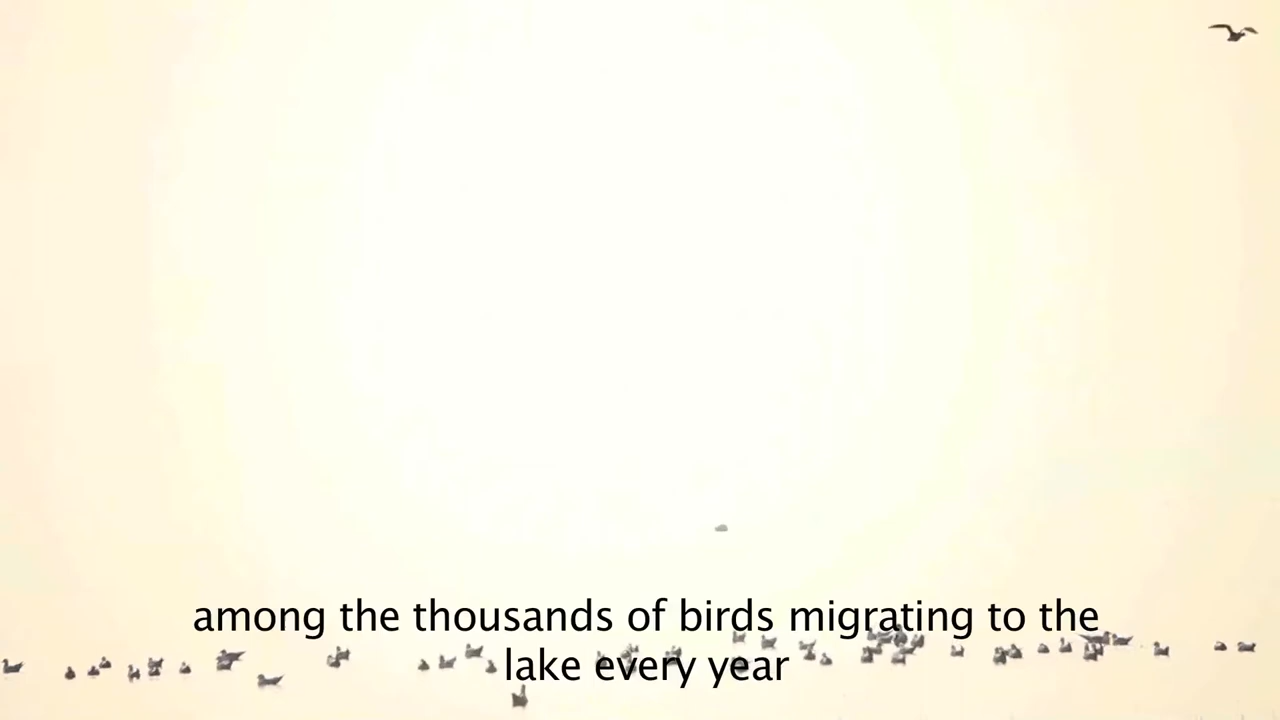 among the thousands of birds migrating to the
lake every year